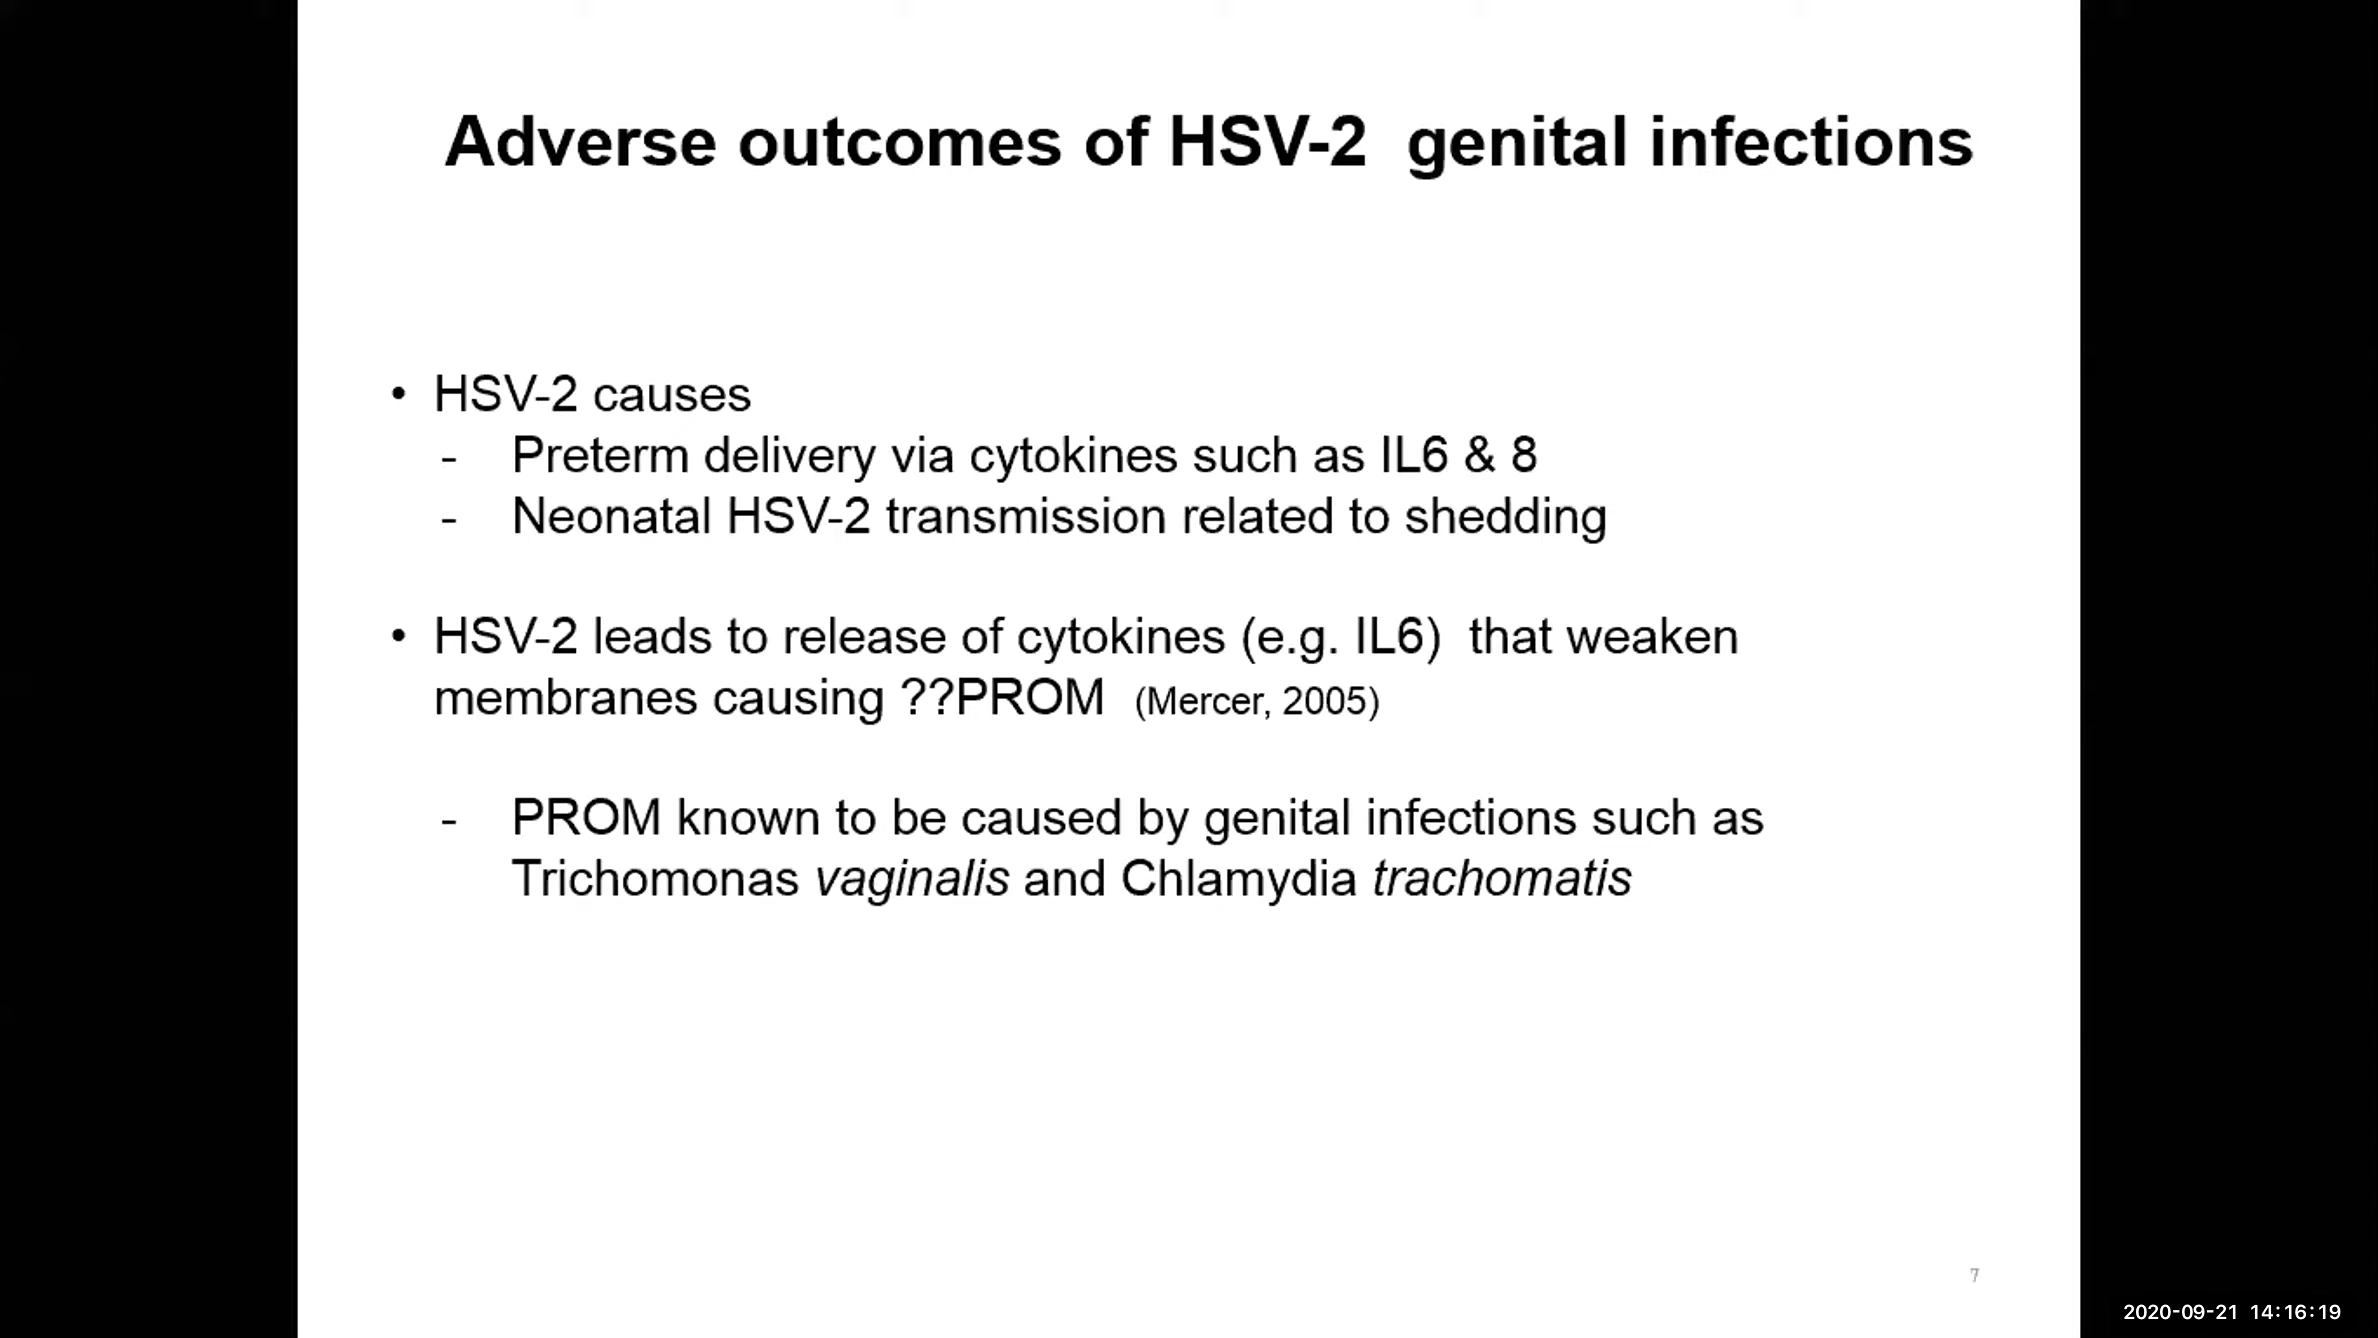 Adverse outcomes of HSV-2  genital infections
• HSV-2 causes
- Preterm delivery via cytokines such as IL6 & 8
- Neonatal HSV-2 transmission related to shedding
• HSV-2 leads to release of cytokines (e.g. IL6)  that weaken
membranes causing ??PROM  (Mercer, 2005)
- PROM known to be caused by genital infections such as
Trichomonas vaginalis and Chlamydia trachomatis
7
2020-09-21 14:16:19